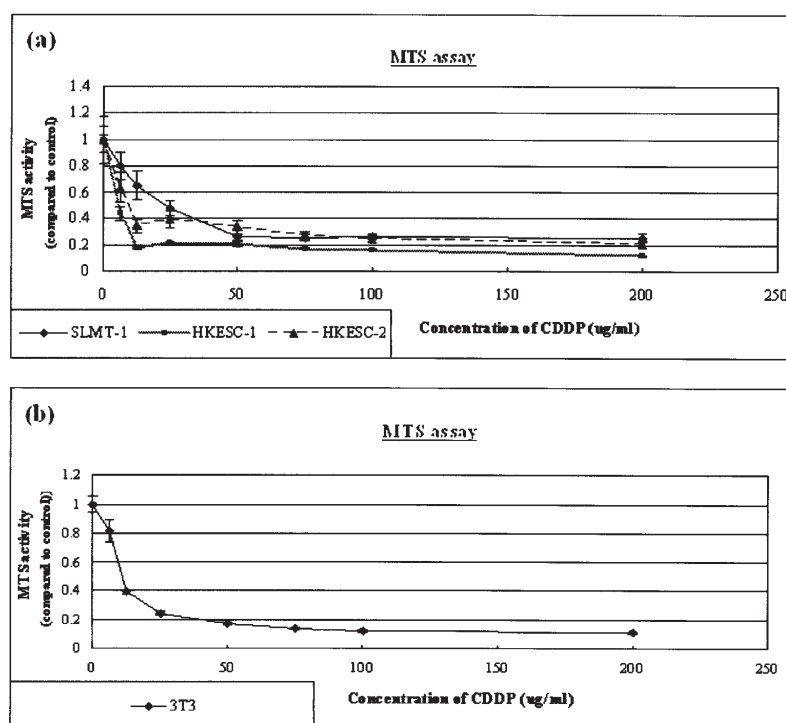 (a)
MTS assay
MTS activity
(compared to control)
1.4
1.2
1
0.8
0.6
0.4
0.2
0
0 50 100 150 200 250
SLMT-1 HKESC-1 HKESC-2
Concentration of CDDP (ug/ml)
(b)
MTS assay
MTS activity
(compared to control)]
1.2
1
0.8
0.6
0.4
0.2
0
0 50 100 150 200 250
3T3
Concentration of CDDP (ug/ml)